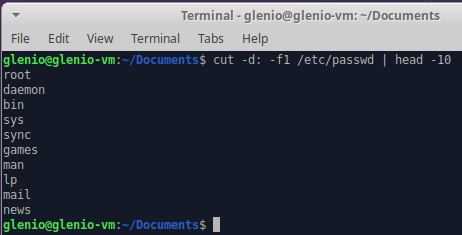 Terminal - glenio@glenio-vm: ~/Documents
File Edit View Terminal Tabs Help
glenio@glenio-vm:~/Documents$ cut -d: -f1 /etc/passwd | head -10
root
daemon
bin
sys
sync
games
man
lp
mail
news
glenio@glenio-vm:~/Documents$